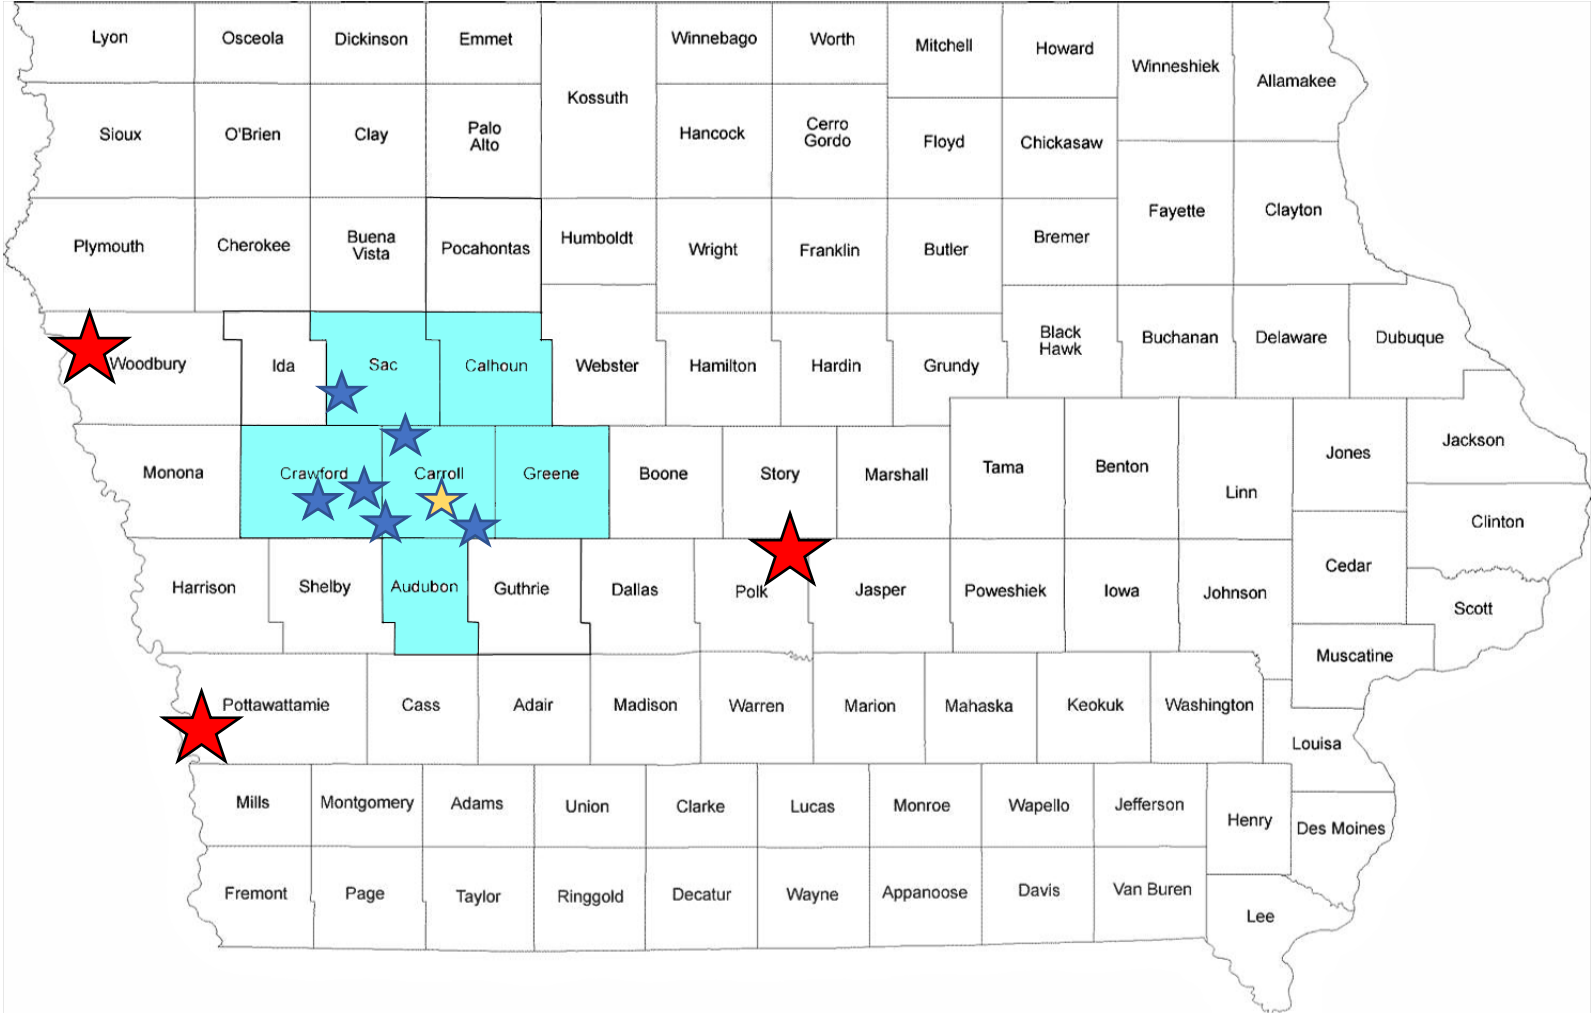 Lyon
Osceola
Dickinson
Emmet
Kossuth
Winnebago
Worth
Mitchell
Howard
Winneshiek
Allamakee
Sioux
O'Brien
Clay
Palo
Alto
Hancock
Cerro
Gordo
Floyd
Chickasaw
Plymouth
Cherokee
Buena
Vista
Pocahontas
Humboldt
Wright
Franklin
Butler
Bremer
Fayette
Clayton
Woodbury
Ida
Sac
Calhoun
Webster
Hamilton
Hardin
Grundy
Black
Hawk
Buchanan
Delaware
Dubuque
Monona
Crawford
Carroll
Greene
Boone
Story
Marshall
Tama
Benton
Linn
Jones
Jackson
Clinton
Harrison
Shelby
Audubon
Guthrie
Dallas
Polk
Jasper
Poweshiek
Iowa
Johnson
Cedar
Scott
Muscatine
Pottawattamie
Cass
Adair
Madison
Warren
Marion
Mahaska
Keokuk
Washington
Louisa
Mills
Montgomery
Adams
Union
Clarke
Lucas
Monroe
Wapello
Jefferson
Henry
Des Moines
Fremont
Page
Taylor
Ringgold
Decatur
Wayne
Appanoose
Davis
Van Buren
Lee